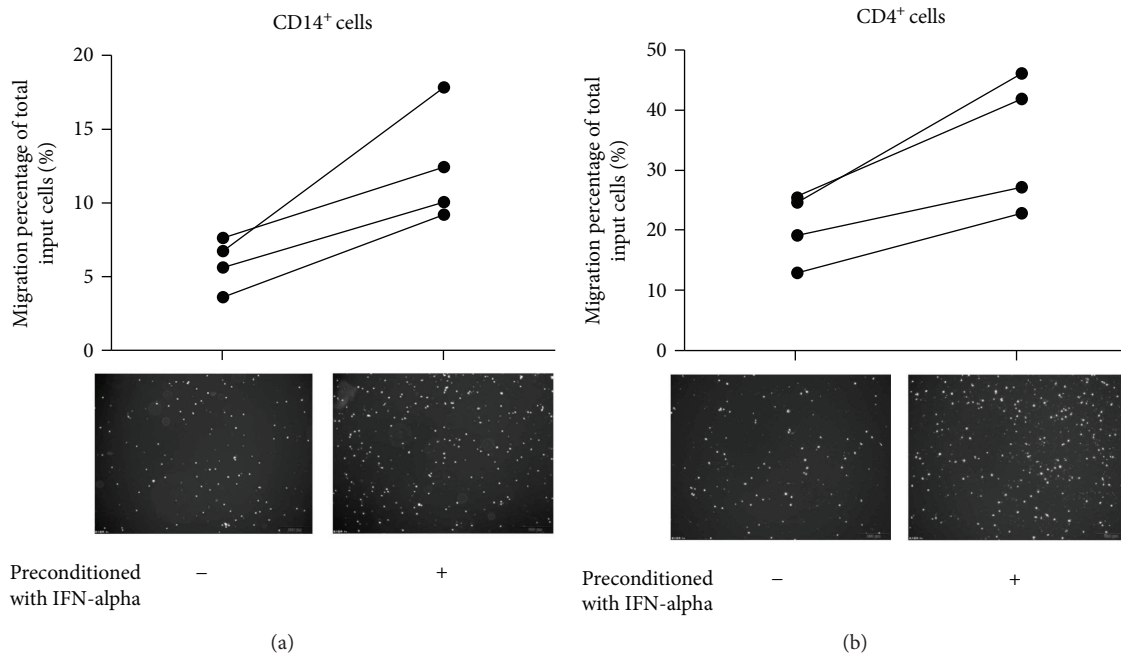 CD14+ cells
Migration percentage of total
input cells (%)
20
15
10
5
0
Preconditioned
with IFN-alpha
−
+
(a)
CD4+ cells
Migration percentage of total
input cells (%)
50
40
30
20
10
0
Preconditioned
with IFN-alpha
−
+
(b)